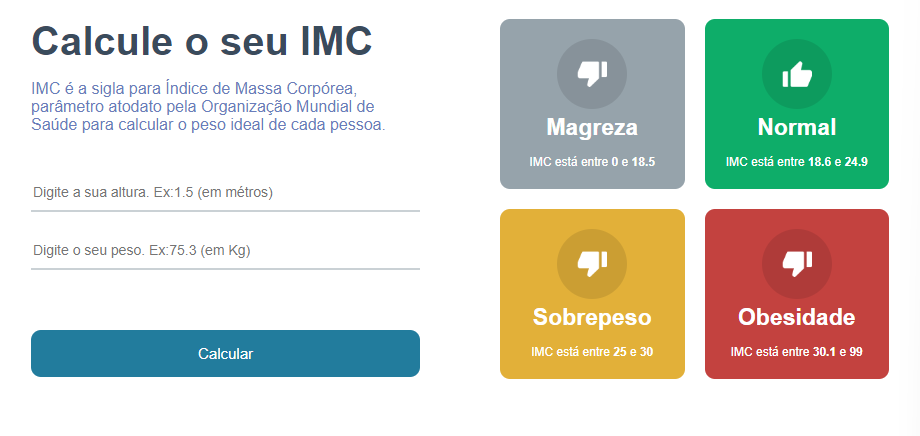 Calcule o seu IMC
IMC é a sigla para Índice de Massa Corpórea,
parâmetro atodato pela Organização Mundial de
Saúde para calcular o peso ideal de cada pessoa.
Digite a sua altura. Ex:1.5 (em métros)
Digite o seu peso. Ex:75.3 (em Kg)
Calcular
Magreza
IMC está entre 0 e 18.5
Normal
IMC está entre 18.6 e 24.9
Sobrepeso
IMC está entre 25 e 30
Obesidade
IMC está entre 30.1 e 99